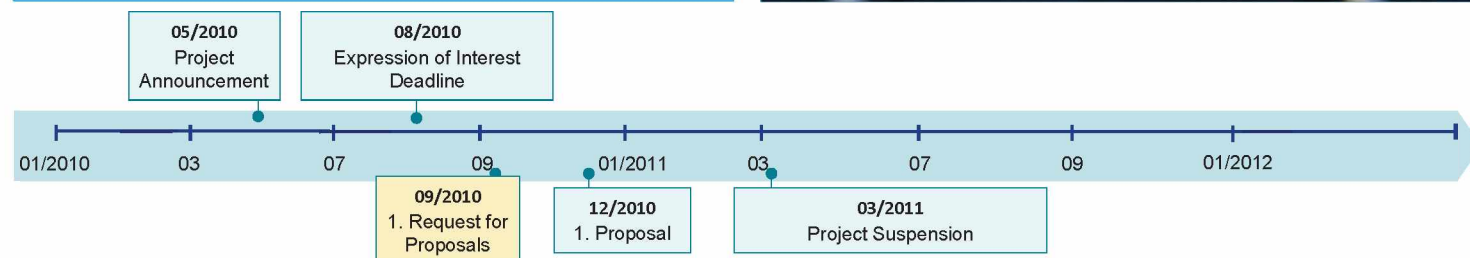 05/2010
Project
Announcement
08/2010
Expression of Interest
Deadline
01/2010 03 07 09 01/2011 03 07 09 01/2012
09/2010
1. Request for
Proposals
12/2010
1. Proposal
03/2011
Project Suspension